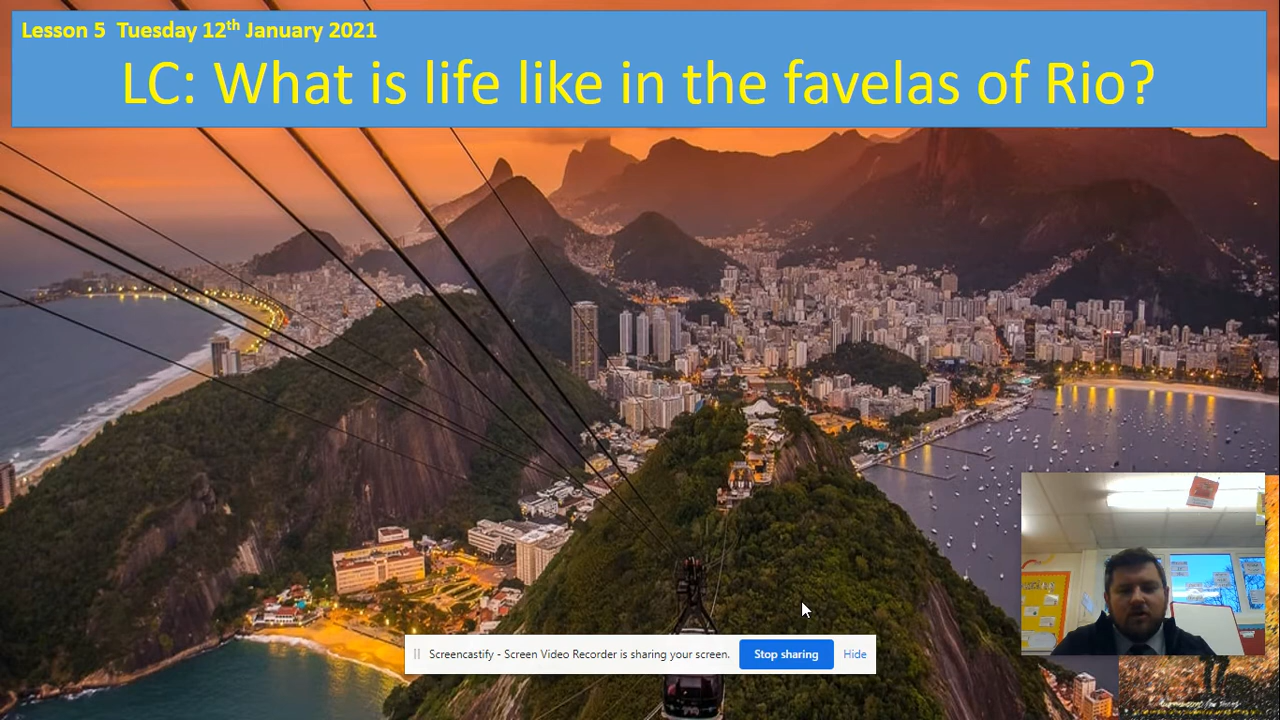 Lesson 5  Tuesday 12th January 2021
LC: What is life like in the favelas of Rio?
Screencastify - Screen Video Recorder is sharing your screen.
Stop sharing
Hide